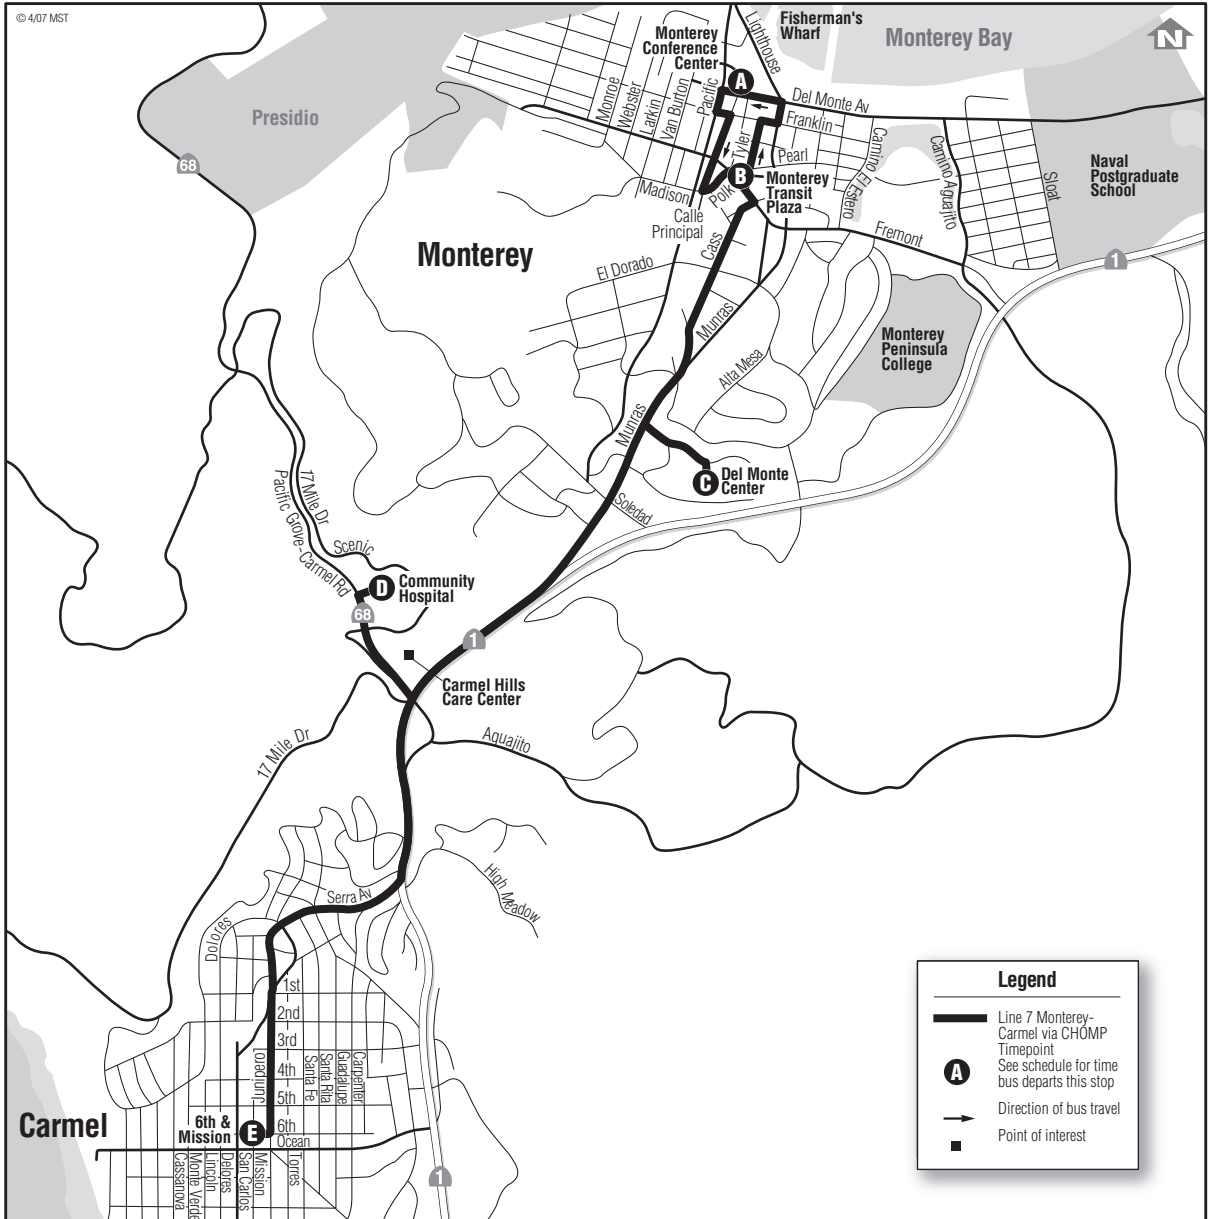 © 4/07 MST
Fisherman's
Wharf
Monterey Bay
N
Monterey
Conference
Center
Lighthouse
A
Presidio
68
Monroe
Webster
Larkin
Van Burton
Pacific
Del Monte Av
Franklin
Tyler
Pearl
Camino El Estero
Camino Aguajito
Sloat
Naval
Postgraduate
School
B
Monterey
Transit
Plaza
Madison
Polk
Calle
Principal
Cass
Fremont
1
Monterey
El Dorado
Munras
Alta Mesa
Monterey
Peninsula
College
Munras
C
Del Monte
Center
Soledad
17 Mile Dr
Pacific Grove-Carmel Rd
Scenic
D
Community
Hospital
68
1
Carmel Hills
Care Center
Aguajito
17 Mile Dr
High Meadow
Serra Av
Dolores
1st
2nd
3rd
4th
5th
6th
Ocean
Junipero
Santa Fe
Santa Rita
Guadalupe
Carpenter
Carmel
6th &
Mission
E
Cassanova
Monte Verde
Lincoln
Delores
San Carlos
Mission
Torres
1
Legend
Line 7 Monterey-
Carmel via CHOMP
Timepoint
A
See schedule for time
bus departs this stop
Direction of bus travel
Point of interest